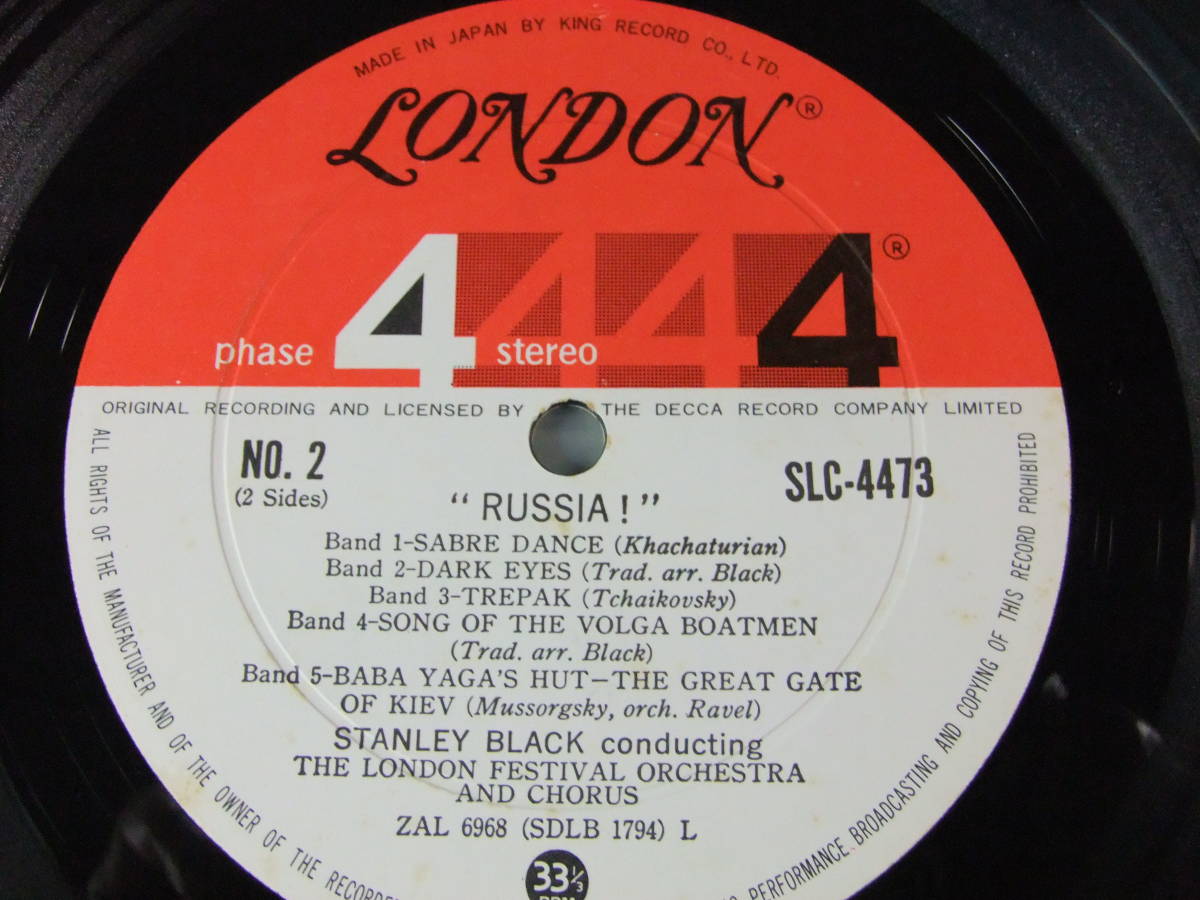 MADE IN JAPAN BY KING RECORD CO., LTD.
LONDON®
phase 4 stereo 4 4 4®
ORIGINAL RECORDING AND LICENSED BY THE DECCA RECORD COMPANY LIMITED
NO. 2
(2 Sides)
SLC-4473
"RUSSIA!"
Band 1-SABRE DANCE (Khachaturian)
Band 2-DARK EYES (Trad. arr. Black)
Band 3-TREPAK (Tchaikovsky)
Band 4-SONG OF THE VOLGA BOATMEN
(Trad. arr. Black)
Band 5-BABA YAGA'S HUT-THE GREAT GATE
OF KIEV (Mussorgsky, orch. Ravel)
STANLEY BLACK conducting
THE LONDON FESTIVAL ORCHESTRA
AND CHORUS
ZAL 6968 (SDLB 1794) L
33⅓
RPM
ALL RIGHTS OF THE MANUFACTURER AND OF THE OWNER OF THE
PERFORMANCE, BROADCASTING AND COPYING OF THIS RECORD PROHIBITED